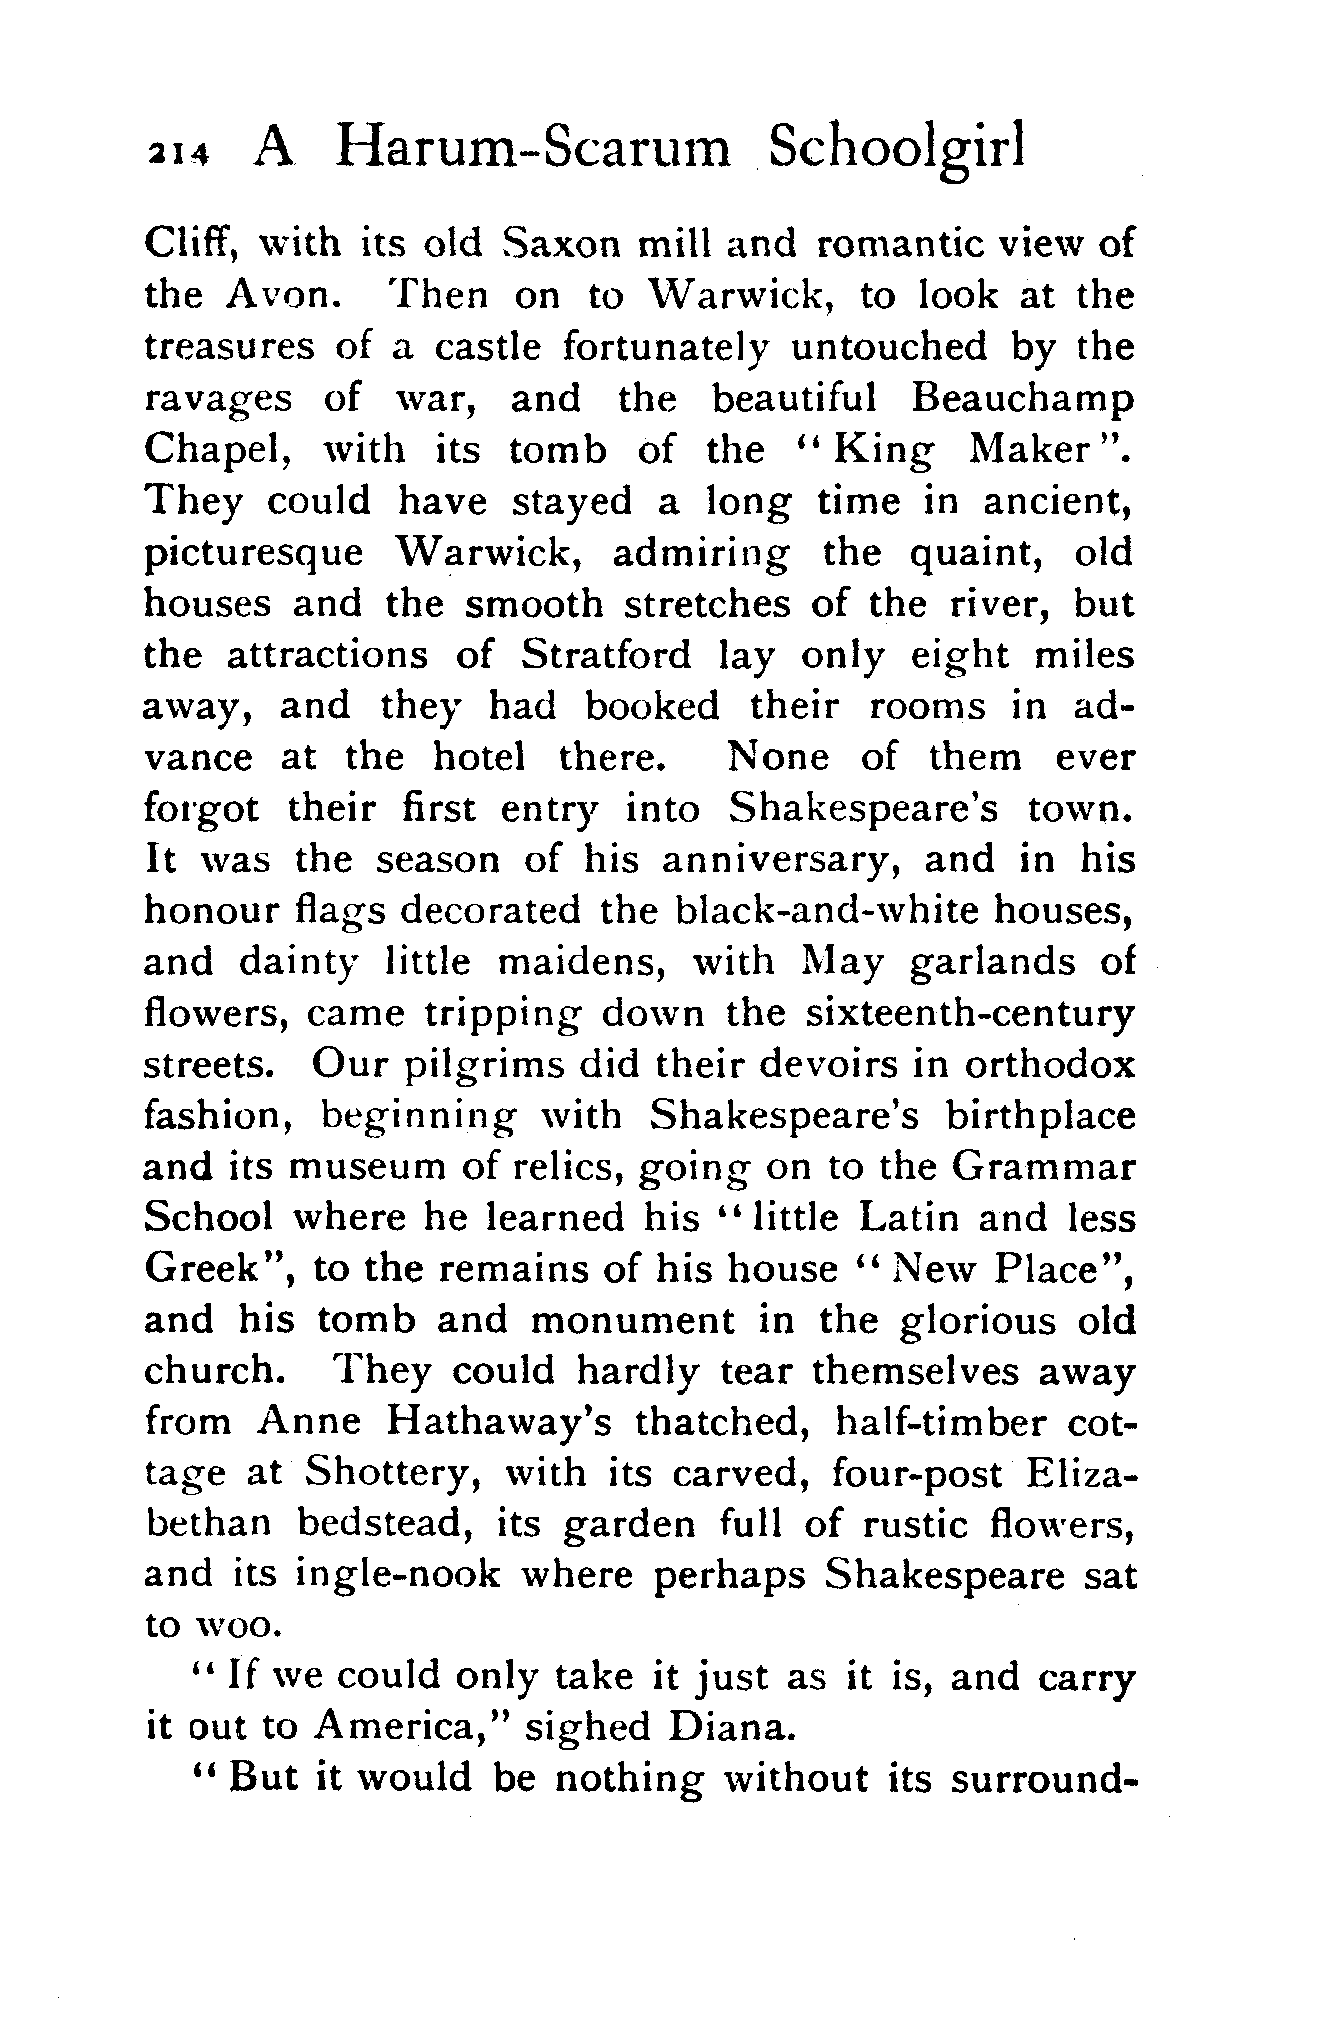 214 A Harum-Scarum Schoolgirl
Cliff, with its old Saxon mill and romantic view of
the Avon. Then on to Warwick, to look at the
treasures of a castle fortunately untouched by the
ravages of war, and the beautiful Beauchamp
Chapel, with its tomb of the “ King Maker ”.
They could have stayed a long time in ancient,
picturesque Warwick, admiring the quaint, old
houses and the smooth stretches of the river, but
the attractions of Stratford lay only eight miles
away, and they had booked their rooms in ad-
vance at the hotel there. None of them ever
forgot their first entry into Shakespeare's town.
It was the season of his anniversary, and in his
honour flags decorated the black-and-white houses,
and dainty little maidens, with May garlands of
flowers, came tripping down the sixteenth-century
streets. Our pilgrims did their devoirs in orthodox
fashion, beginning with Shakespeare's birthplace
and its museum of relics, going on to the Grammar
School where he learned his “ little Latin and less
Greek”, to the remains of his house “ New Place”,
and his tomb and monument in the glorious old
church. They could hardly tear themselves away
from Anne Hathaway's thatched, half-timber cot-
tage at Shottery, with its carved, four-post Eliza-
bethan bedstead, its garden full of rustic flowers,
and its ingle-nook where perhaps Shakespeare sat
to woo.
“ If we could only take it just as it is, and carry
it out to America,” sighed Diana.
“ But it would be nothing without its surround-